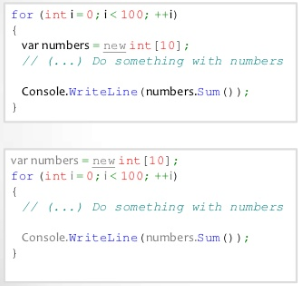 for (int i = 0; i < 100; ++i)
{
var numbers = new int[10];
// (...) Do something with numbers
Console.WriteLine(numbers.Sum());
}
var numbers = new int[10];
for (int i = 0; i < 100; ++i)
{
// (...) Do something with numbers
Console.WriteLine(numbers.Sum());
}